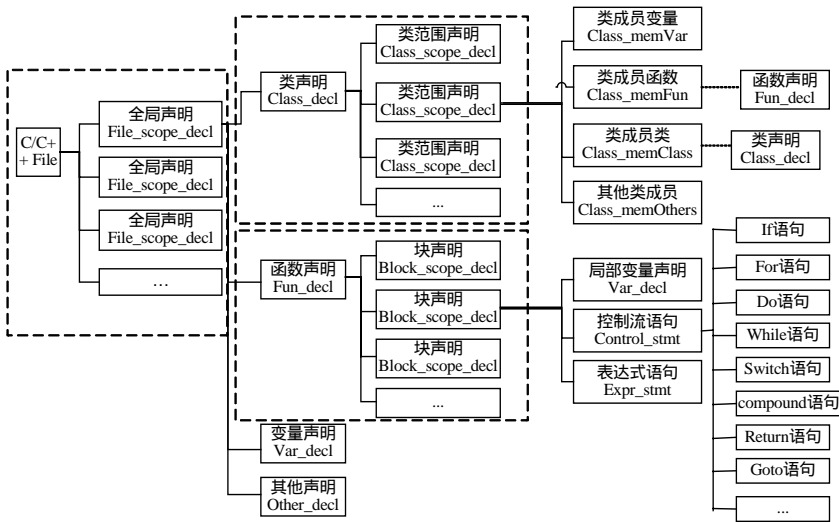 C/C+
+ File
全局声明
File_scope_decl
全局声明
File_scope_decl
全局声明
File_scope_decl
…
类声明
Class_decl
类范围声明
Class_scope_decl
类范围声明
Class_scope_decl
类范围声明
Class_scope_decl
...
类成员变量
Class_memVar
类成员函数
Class_memFun
函数声明
Fun_decl
类成员类
Class_memClass
类声明
Class_decl
其他类成员
Class_memOthers
函数声明
Fun_decl
块声明
Block_scope_decl
块声明
Block_scope_decl
块声明
Block_scope_decl
...
局部变量声明
Var_decl
控制流语句
Control_stmt
表达式语句
Expr_stmt
If语句
For语句
Do语句
While语句
Switch语句
compound语句
Return语句
Goto语句
...
变量声明
Var_decl
其他声明
Other_decl